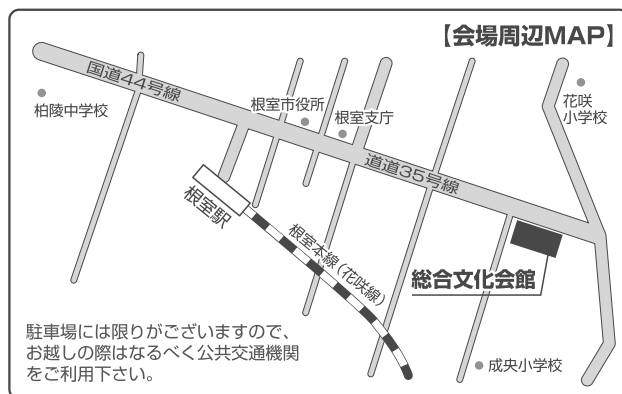 【会場周辺MAP】
国道44号線
柏陵中学校
根室市役所
根室支庁
花咲
小学校
道道35号線
根室駅
根室本線(花咲線)
総合文化会館
駐車場には限りがございますので、
お越しの際はなるべく公共交通機関
をご利用下さい。
成央小学校